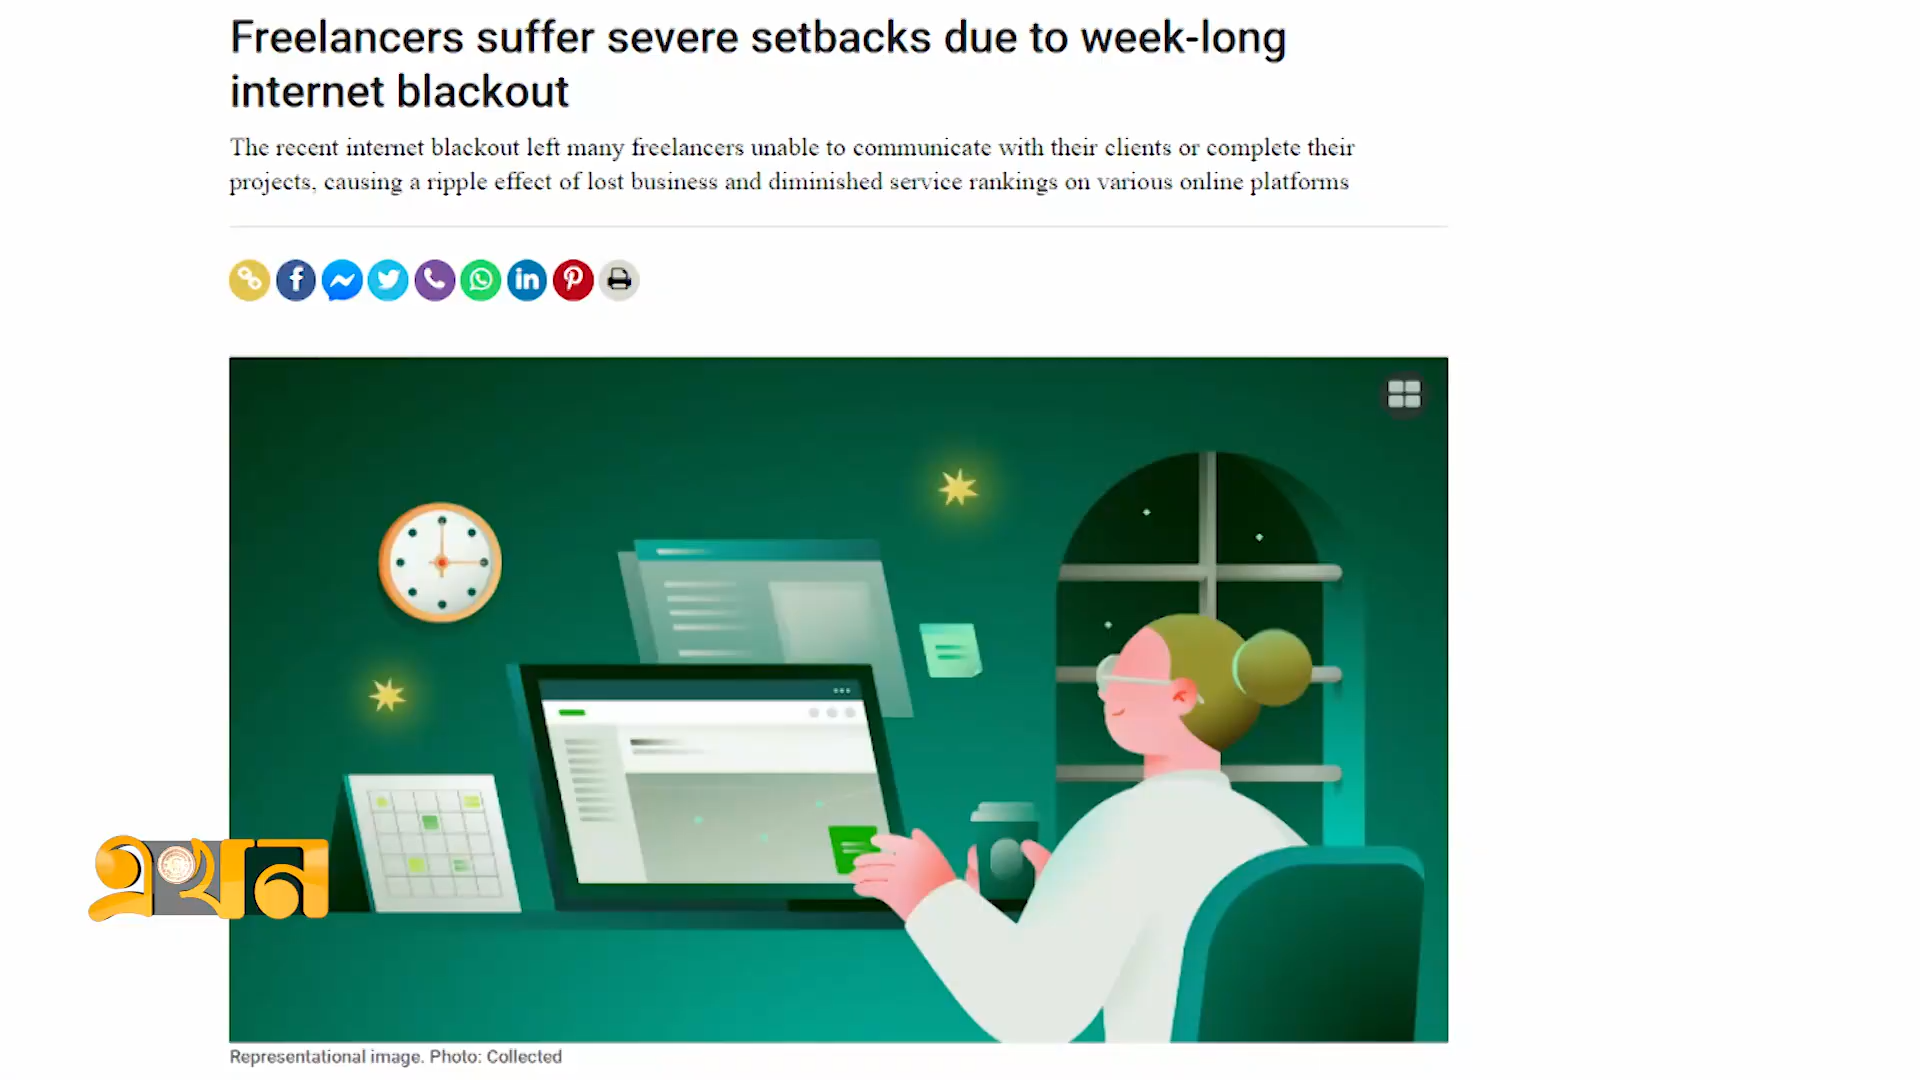 Freelancers suffer severe setbacks due to week-long
internet blackout
The recent internet blackout left many freelancers unable to communicate with their clients or complete their
projects, causing a ripple effect of lost business and diminished service rankings on various online platforms
এখন
Representational image. Photo: Collected